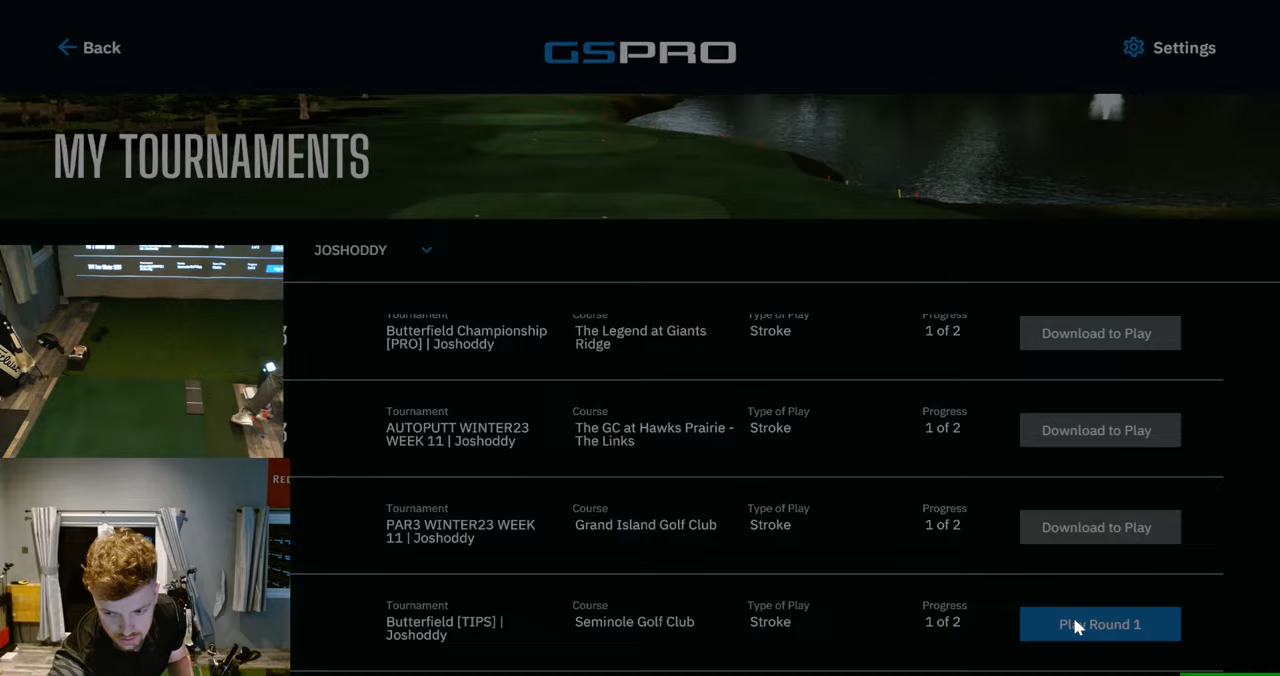 Back
GSPRO
Settings
MY TOURNAMENTS
JOSHODDY
Tournament
Butterfield Championship
[PRO] | Joshoddy
Course
The Legend at Giants
Ridge
Type of Play
Stroke
Progress
1 of 2
Download to Play
Tournament
AUTOPUTT WINTER23
WEEK 11 | Joshoddy
Course
The GC at Hawks Prairie -
The Links
Type of Play
Stroke
Progress
1 of 2
Download to Play
Tournament
PAR3 WINTER23 WEEK
11 | Joshoddy
Course
Grand Island Golf Club
Type of Play
Stroke
Progress
1 of 2
Download to Play
Tournament
Butterfield [TIPS] |
Joshoddy
Course
Seminole Golf Club
Type of Play
Stroke
Progress
1 of 2
Play Round 1